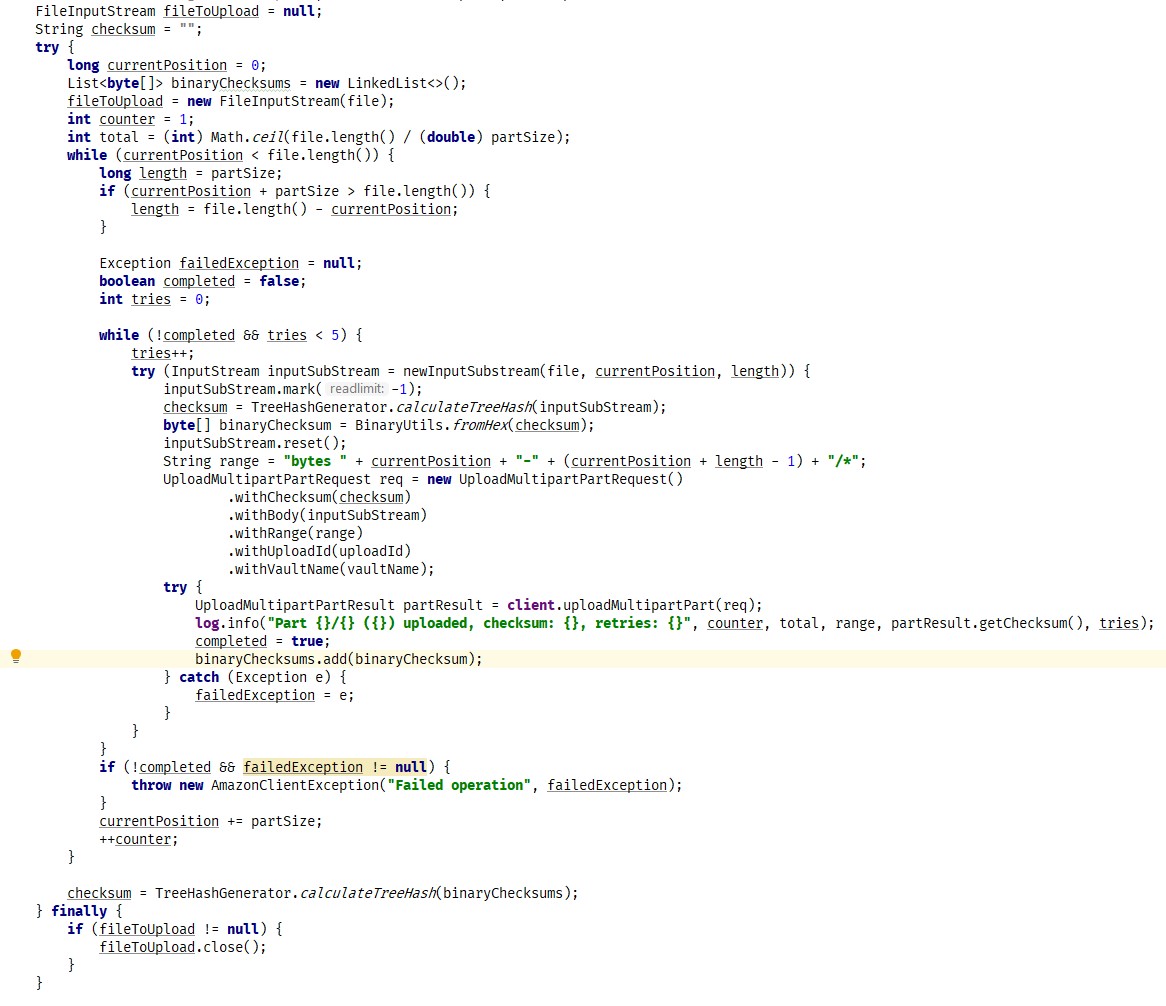 FileInputStream fileToUpload = null;
String checksum = "";
try {
    long currentPosition = 0;
    List<byte[]> binaryChecksums = new LinkedList<>();
    fileToUpload = new FileInputStream(file);
    int counter = 1;
    int total = (int) Math.ceil(file.length() / (double) partSize);
    while (currentPosition < file.length()) {
        long length = partSize;
        if (currentPosition + partSize > file.length()) {
            length = file.length() - currentPosition;
        }

        Exception failedException = null;
        boolean completed = false;
        int tries = 0;

        while (!completed && tries < 5) {
            tries++;
            try (InputStream inputSubStream = newInputSubstream(file, currentPosition, length)) {
                inputSubStream.mark( readlimit: -1);
                checksum = TreeHashGenerator.calculateTreeHash(inputSubStream);
                byte[] binaryChecksum = BinaryUtils.fromHex(checksum);
                inputSubStream.reset();
                String range = "bytes " + currentPosition + "-" + (currentPosition + length - 1) + "/*";
                UploadMultipartPartRequest req = new UploadMultipartPartRequest()
                        .withChecksum(checksum)
                        .withBody(inputSubStream)
                        .withRange(range)
                        .withUploadId(uploadId)
                        .withVaultName(vaultName);
                try {
                    UploadMultipartPartResult partResult = client.uploadMultipartPart(req);
                    log.info("Part {}/{} ({}) uploaded, checksum: {}, retries: {}", counter, total, range, partResult.getChecksum(), tries);
                    completed = true;
                    binaryChecksums.add(binaryChecksum);
                } catch (Exception e) {
                    failedException = e;
                }
            }
        }
        if (!completed && failedException != null) {
            throw new AmazonClientException("Failed operation", failedException);
        }
        currentPosition += partSize;
        ++counter;
    }

    checksum = TreeHashGenerator.calculateTreeHash(binaryChecksums);
} finally {
    if (fileToUpload != null) {
        fileToUpload.close();
    }
}